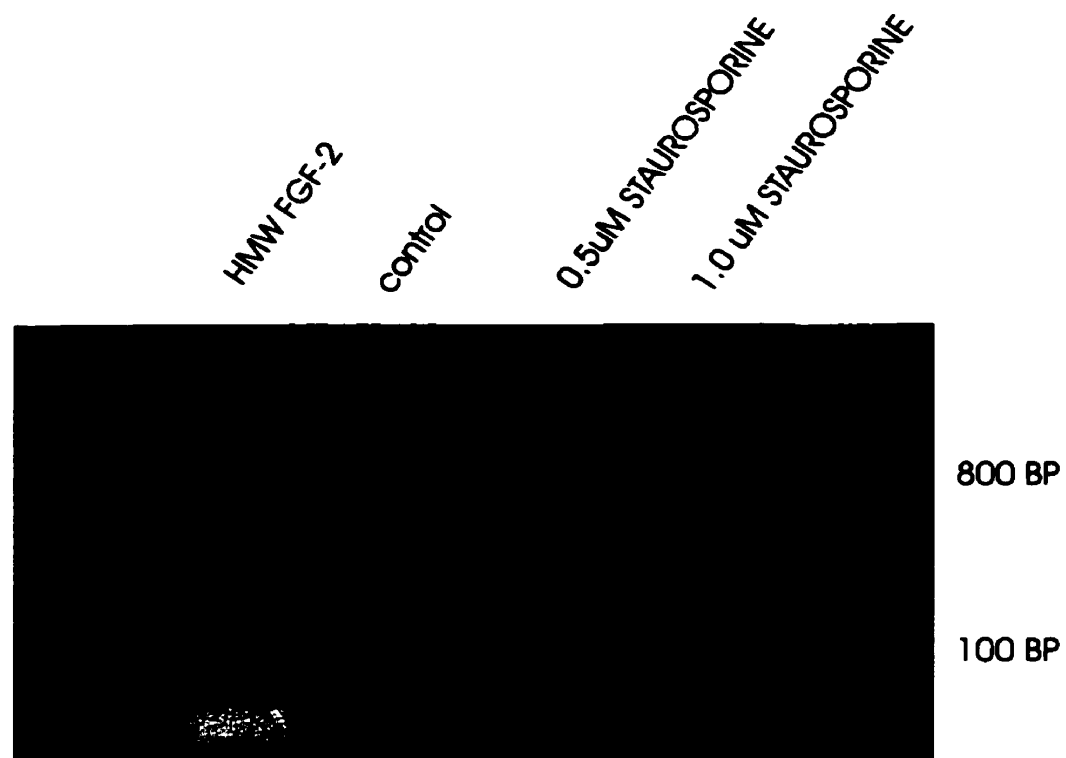 HMW FGF-2
control
0.5uM STAUROSPORINE
1.0 uM STAUROSPORINE
800 BP
100 BP